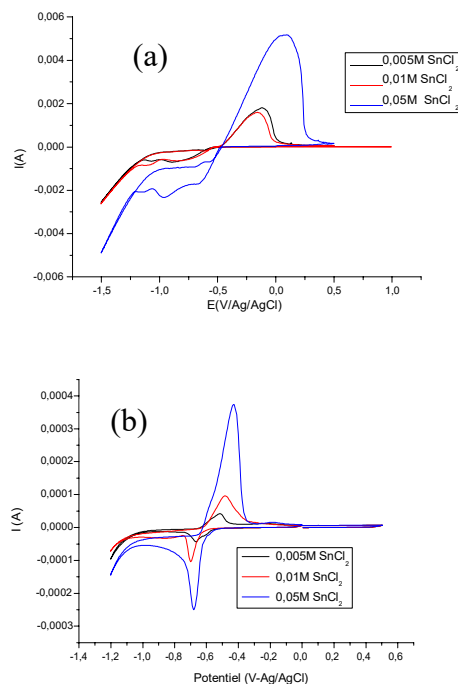 (a)
0,006
0,004
0,002
0,000
-0,002
-0,004
-0,006
I(A)
-1,5 -1,0 -0,5 0,0 0,5 1,0
E(V/Ag/AgCl)
0,005M SnCl2
0,01M SnCl2
0,05M SnCl2
(b)
0,0004
0,0003
0,0002
0,0001
0,0000
-0,0001
-0,0002
-0,0003
I (A)
-1,2 -1,0 -0,8 -0,6 -0,4 -0,2 0,0 0,2 0,4 0,6
Potentiel (V-Ag/AgCl)
0,005M SnCl2
0,01M SnCl2
0,05M SnCl2